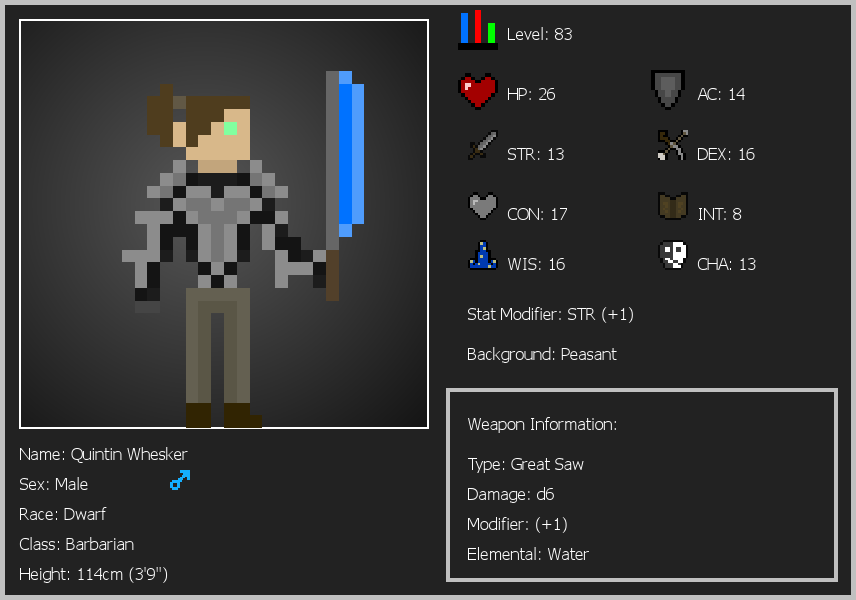 Level: 83
HP: 26
AC: 14
STR: 13
DEX: 16
CON: 17
INT: 8
WIS: 16
CHA: 13
Stat Modifier: STR (+1)
Background: Peasant
Weapon Information:
Type: Great Saw
Damage: d6
Modifier: (+1)
Elemental: Water
Name: Quintin Whesker
Sex: Male
Race: Dwarf
Class: Barbarian
Height: 114cm (3'9")